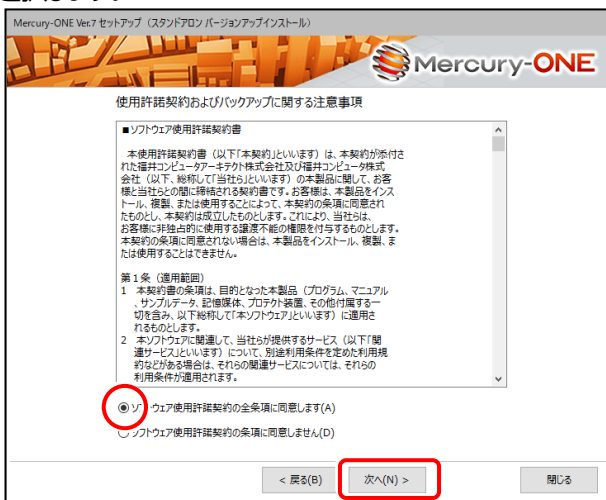 Mercury-ONE Ver.7 セットアップ（スタンドアロン バージョンアップインストール）
Mercury-ONE
使用許諾契約およびバックアップに関する注意事項
■ソフトウェア使用許諾契約書
本使用許諾契約書（以下「本契約」といいます）は、本契約が添付さ
れた福井コンピュータアーキテクト株式会社及び福井コンピュータ株式
会社（以下、総称して「当社ら」といいます）の本製品に関して、お客
様と当社らとの間に締結される契約書です。お客様は、本製品をインス
トール、複製、または使用することによって、本契約の条項に同意され
たものとし、本契約は成立したものとします。これにより、当社らは、
お客様に非独占的に使用する譲渡不能の権限を付与するものとします。
本契約の条項に同意されない場合は、本製品をインストール、複製、ま
たは使用することはできません。
第１条（適用範囲）
1 本契約書の条項は、目的となった本製品（プログラム、マニュアル
、サンプルデータ、記憶媒体、プロテクト装置、その他付属する一
切を含み、以下総称して「本ソフトウェア」といいます）に適用さ
れるものとします。
2 本ソフトウェアに関連して、当社らが提供するサービス（以下「関
連サービス」といいます）について、別途利用条件を定めた利用規
約などがある場合は、それらの関連サービスについては、それらの
利用条件が適用されます。
ソフトウェア使用許諾契約の全条項に同意します(A)
ソフトウェア使用許諾契約の条項に同意しません(D)
< 戻る(B)
次へ(N) >
閉じる